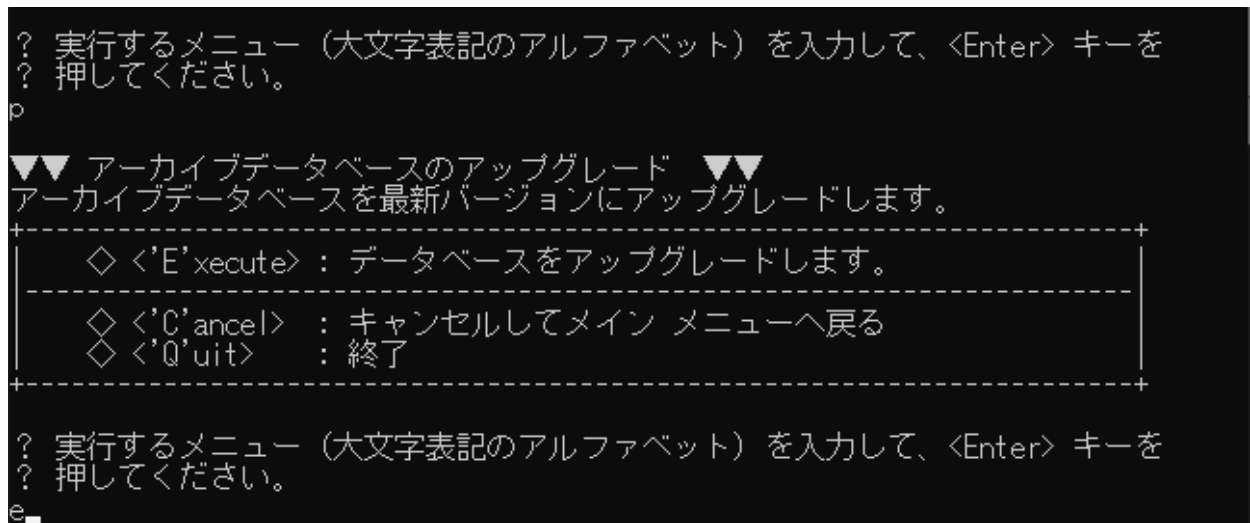 ? 実行するメニュー（大文字表記のアルファベット）を入力して、<Enter> キーを
? 押してください。
p
▼▼ アーカイブデータベースのアップグレード ▼▼
アーカイブデータベースを最新バージョンにアップグレードします。
+----------------------------------------------------------------------+
| ◇ <'E'xecute> : データベースをアップグレードします。 |
|----------------------------------------------------------------------|
| ◇ <'C'ancel> : キャンセルしてメイン メニューへ戻る |
| ◇ <'Q'uit> : 終了 |
+----------------------------------------------------------------------+
? 実行するメニュー（大文字表記のアルファベット）を入力して、<Enter> キーを
? 押してください。
e